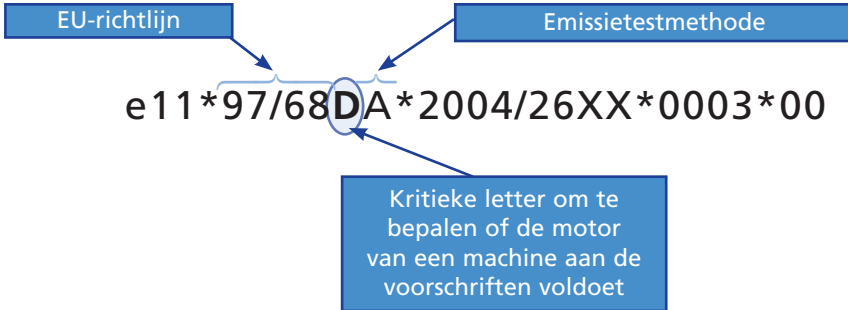 EU-richtlijn
Emissietestmethode
e11*97/68DA*2004/26XX*0003*00
Kritieke letter om te
bepalen of de motor
van een machine aan de
voorschriften voldoet